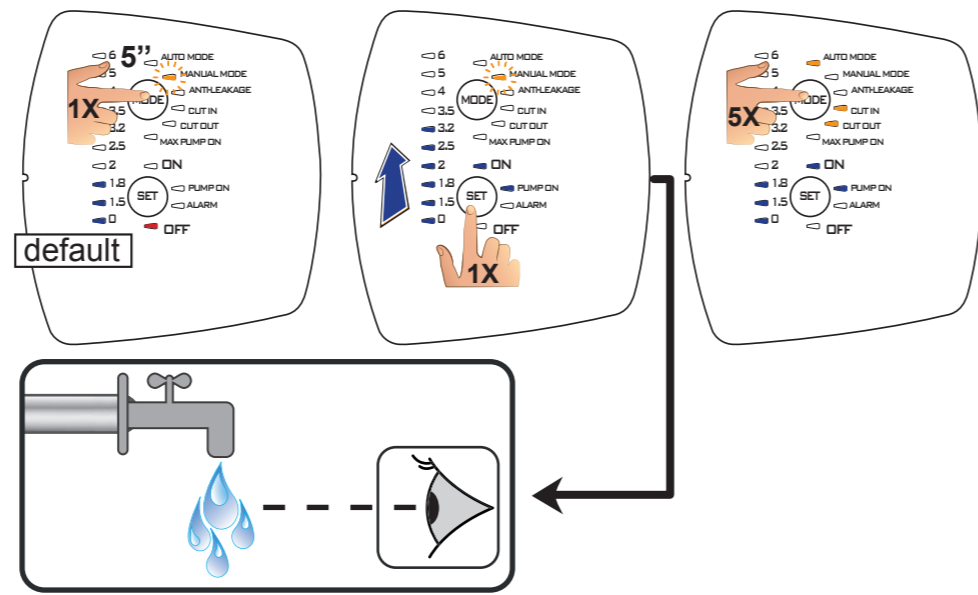 6 5’’ AUTO MODE
5 MANUAL MODE
ANTI-LEAKAGE
1X MODE
3.5 CUT IN
3.2 CUT OUT
2.5 MAX PUMP ON
2 ON
1.8 PUMP ON
SET
1.5 ALARM
0 OFF
default
6 AUTO MODE
5 MANUAL MODE
4 ANTI-LEAKAGE
MODE
3.5 CUT IN
3.2 CUT OUT
2.5 MAX PUMP ON
2 ON
1.8 PUMP ON
SET
1.5 ALARM
0 OFF
1X
6 AUTO MODE
5 MANUAL MODE
ANTI-LEAKAGE
5X MODE
3.5 CUT IN
3.2 CUT OUT
2.5 MAX PUMP ON
2 ON
1.8 PUMP ON
SET
1.5 ALARM
0 OFF